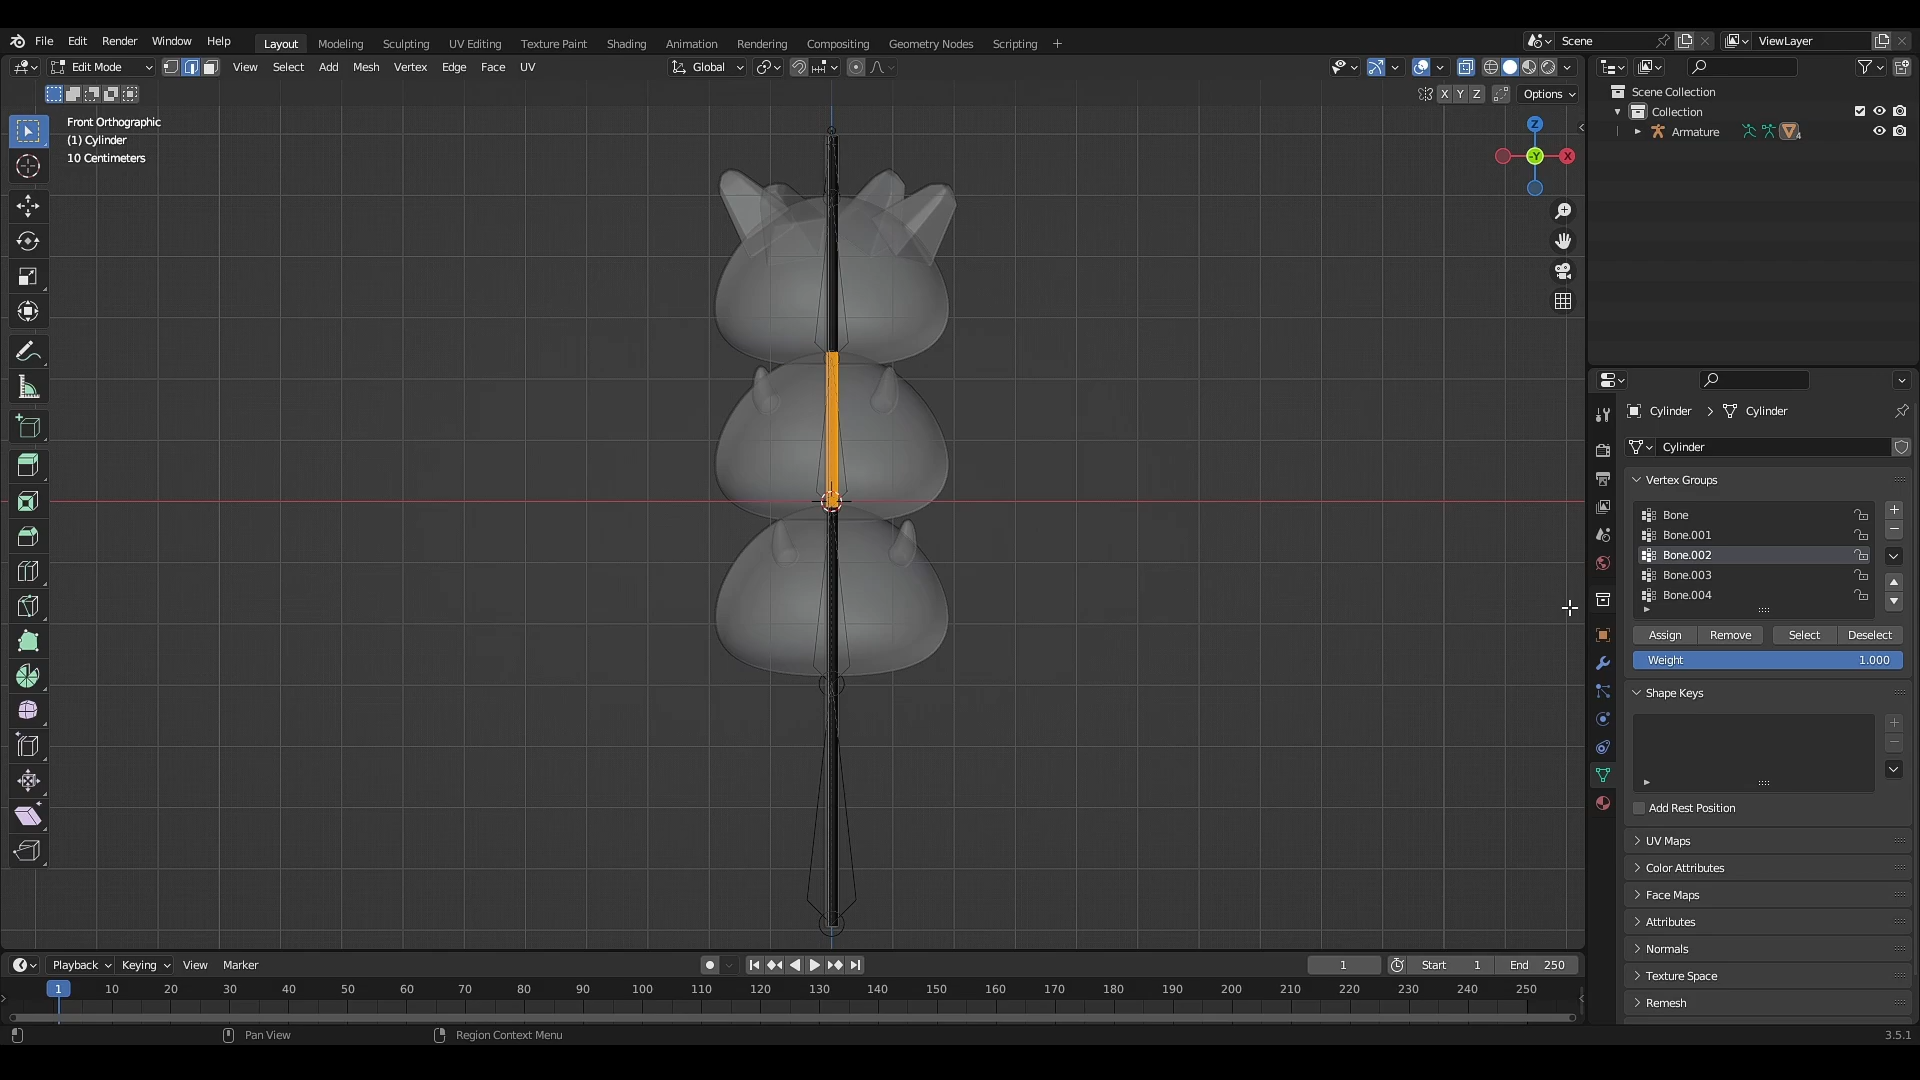 File Edit Render Window Help Layout Modeling Sculpting UV Editing Texture Paint Shading Animation Rendering Compositing Geometry Nodes Scripting + Scene ViewLayer
Edit Mode View Select Add Mesh Vertex Edge Face UV Global
X Y Z Options
Front Orthographic
(1) Cylinder
10 Centimeters
Z
-Y
X
Scene Collection
Collection
Armature
4
Cylinder > Cylinder
Cylinder
Vertex Groups
Bone
Bone.001
Bone.002
Bone.003
Bone.004
Assign Remove Select Deselect
Weight 1.000
Shape Keys
Add Rest Position
UV Maps
Color Attributes
Face Maps
Attributes
Normals
Texture Space
Remesh
Playback Keying View Marker 1 Start 1 End 250
1 10 20 30 40 50 60 70 80 90 100 110 120 130 140 150 160 170 180 190 200 210 220 230 240 250
Pan View Region Context Menu 3.5.1